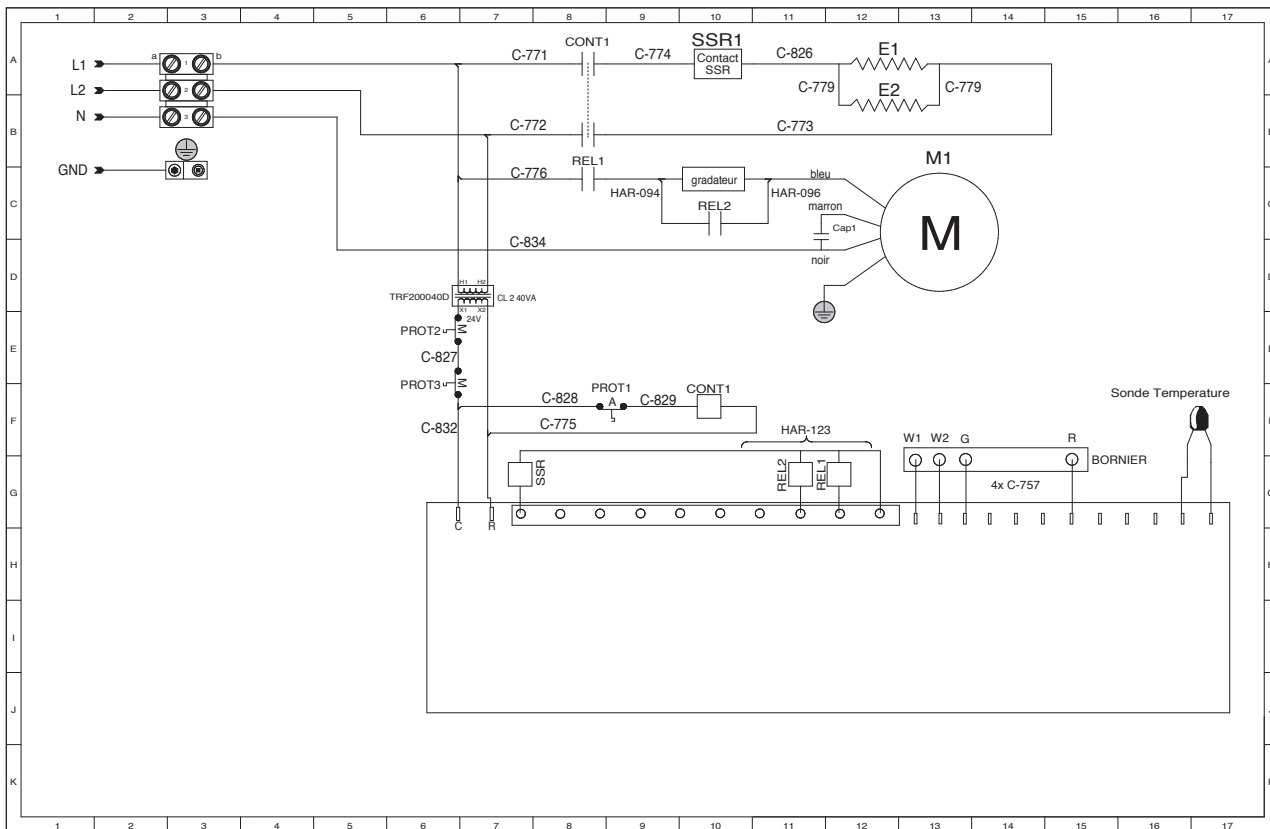 1 2 3 4 5 6 7 8 9 10 11 12 13 14 15 16 17
A
CONT1 SSR1
a b C-771 C-774 Contact SSR C-826 E1
L1 1
C-779 E2 C-779
L2 2
N 3
B
C-772 C-773
REL1 M1
GND C-776 gradateur bleu
HAR-094 HAR-096
REL2 marron
C
Cap1 M
C-834
noir
D
H1 H2
TRF200040D CL 2 40VA
X1 X2
24V
PROT2 M
E
C-827
PROT3 M
PROT1 CONT1 Sonde Temperature
C-828 A C-829
F
C-832 C-775 HAR-123
W1 W2 G R
BORNIER
SSR REL2 REL1
G
4x C-757
C R
H
I
J
K
1 2 3 4 5 6 7 8 9 10 11 12 13 14 15 16 17